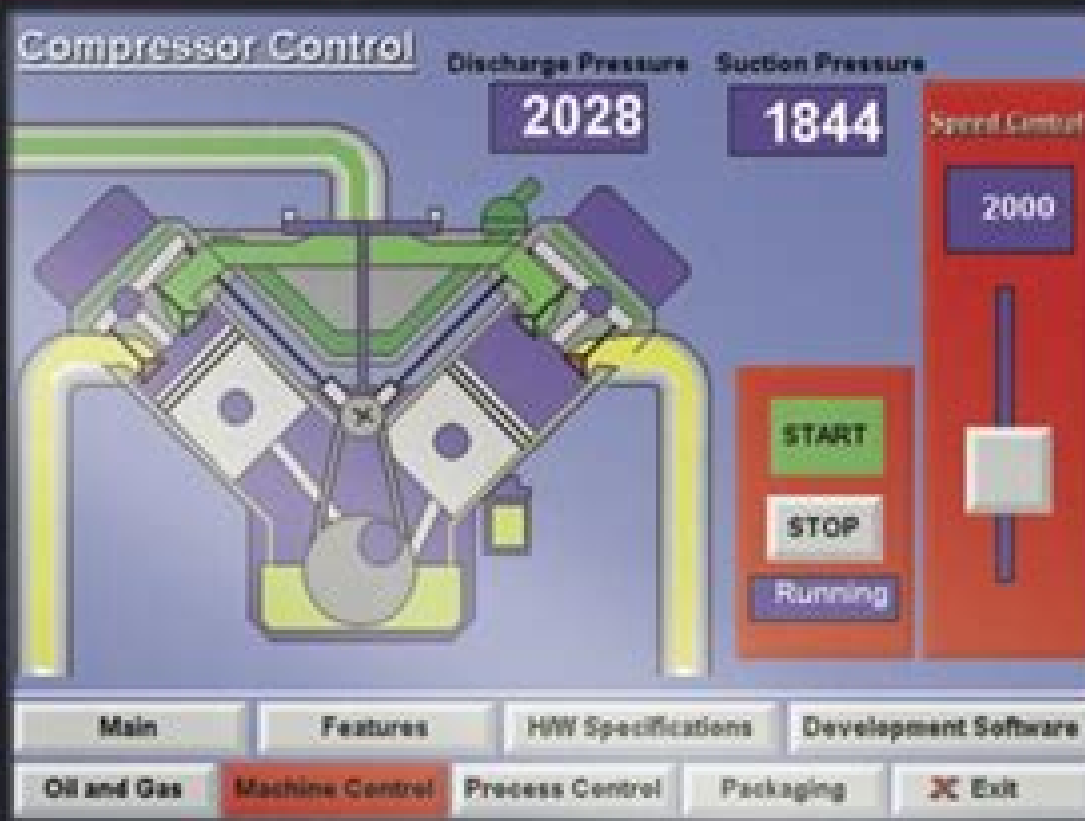 Compressor Control
Discharge Pressure
2028
Suction Pressure
1844
Speed Control
2000
START
STOP
Running
Main
Features
H/W Specifications
Development Software
Oil and Gas
Machine Control
Process Control
Packaging
Exit